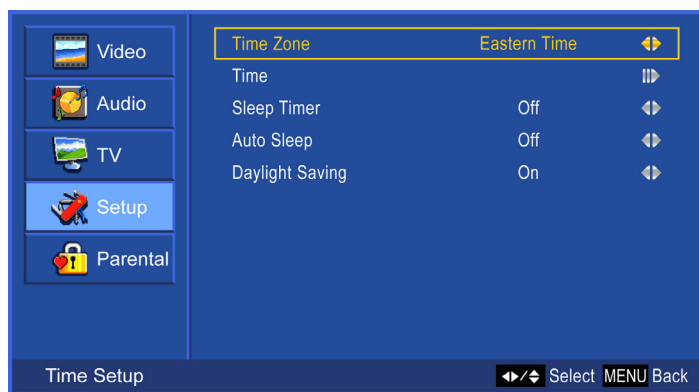 Video
Audio
TV
Setup
Parental
Time Zone Eastern Time
Time
Sleep Timer Off
Auto Sleep Off
Daylight Saving On
Time Setup Select MENU Back